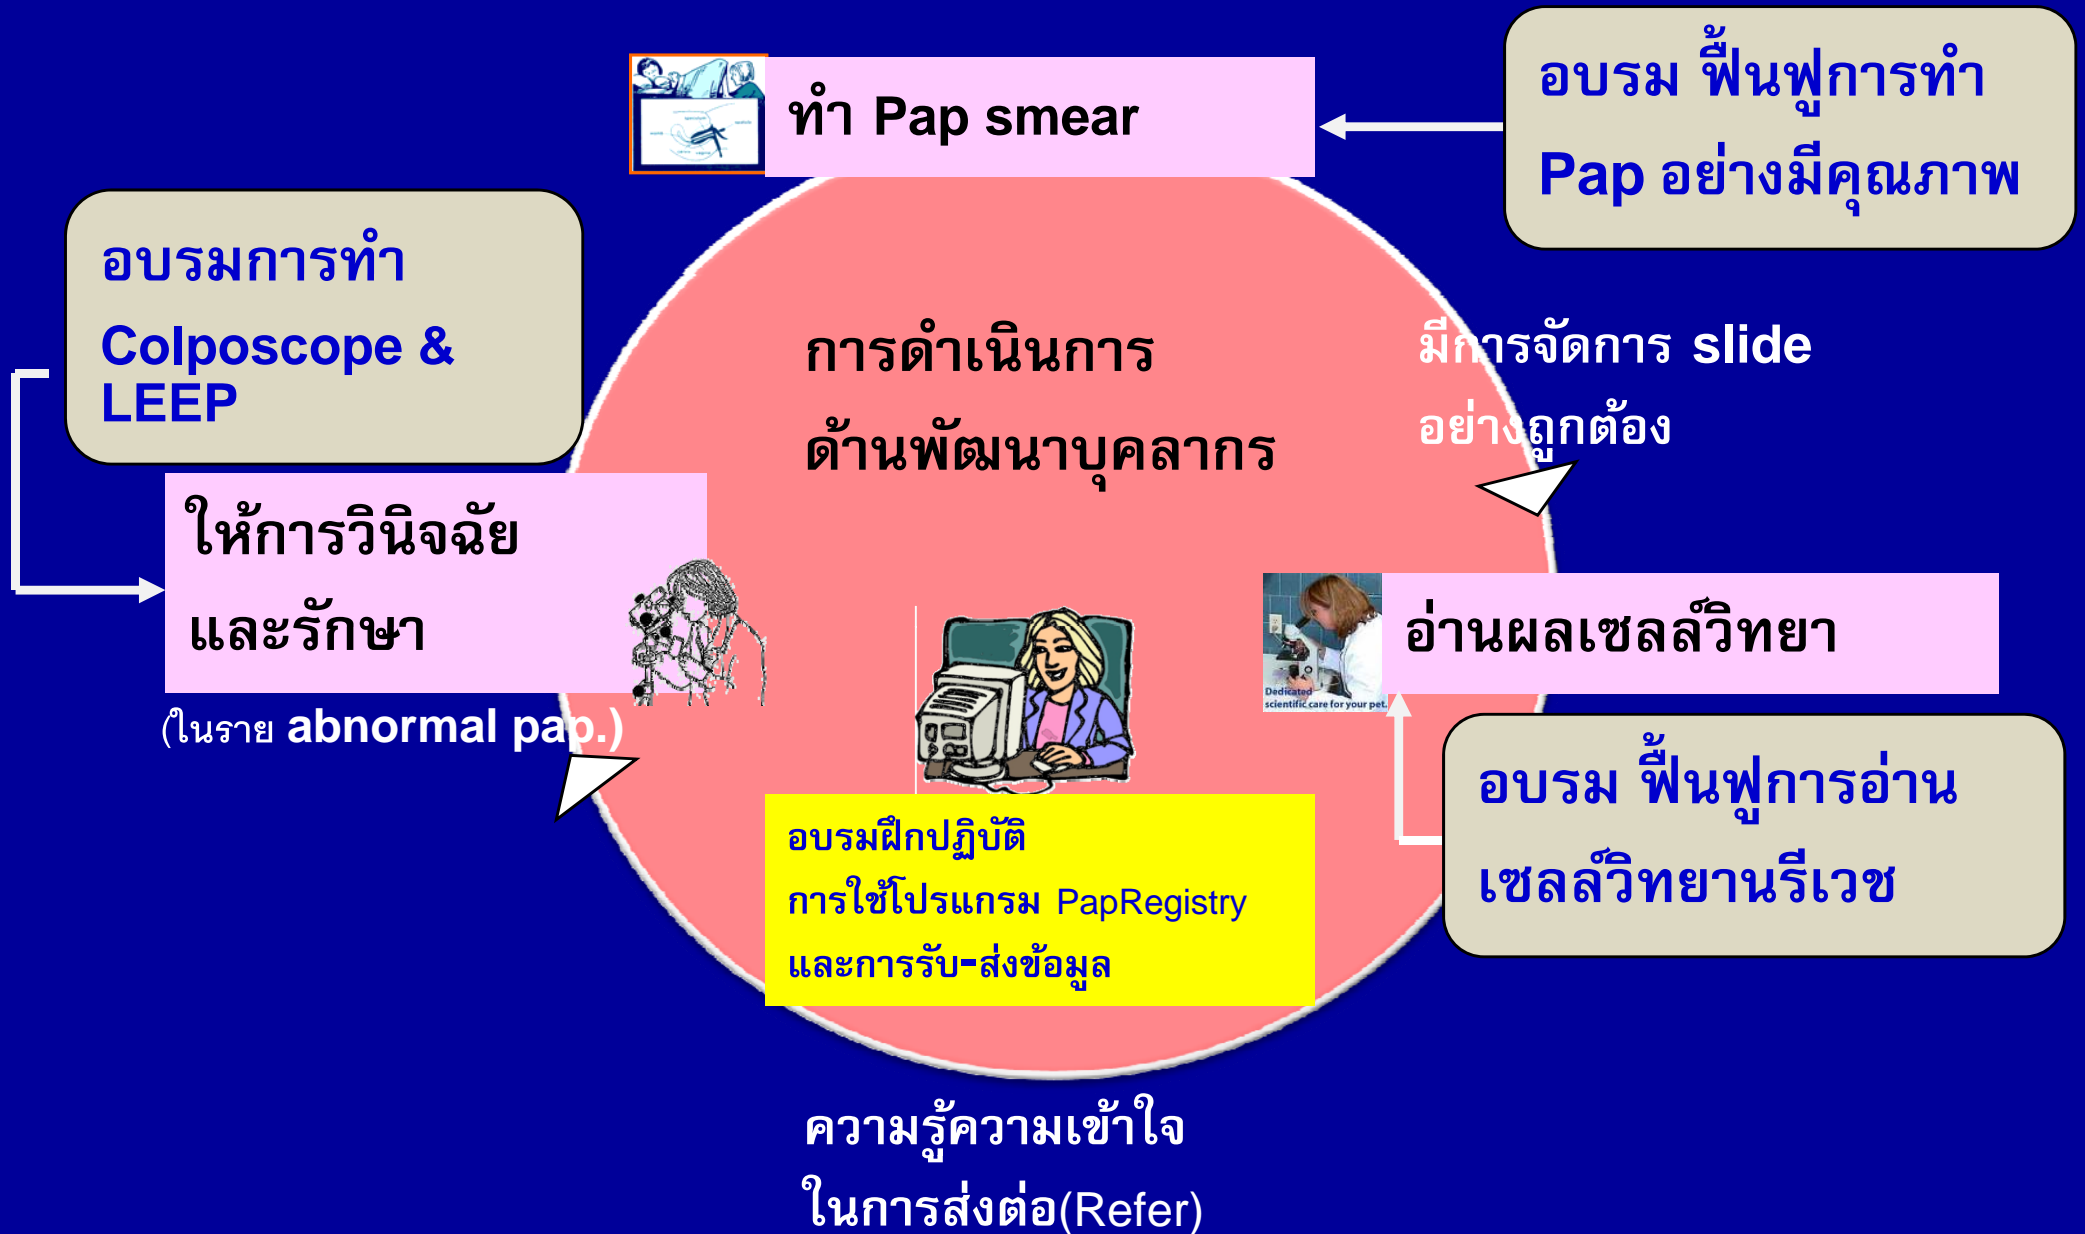 ทำ Pap smear
อบรม ฟื้นฟูการทำ
Pap อย่างมีคุณภาพ
อบรมการทำ
Colposcope &
LEEP
การดำเนินการ
ด้านพัฒนาบุคลากร
มีการจัดการ slide
อย่างถูกต้อง
ให้การวินิจฉัย
และรักษา
(ในราย abnormal pap.)
อ่านผลเซลล์วิทยา
Dedicated
scientific care for your pet.
อบรม ฟื้นฟูการอ่าน
เซลล์วิทยานรีเวช
อบรมฝึกปฏิบัติ
การใช้โปรแกรม PapRegistry
และการรับ-ส่งข้อมูล
ความรู้ความเข้าใจ
ในการส่งต่อ(Refer)